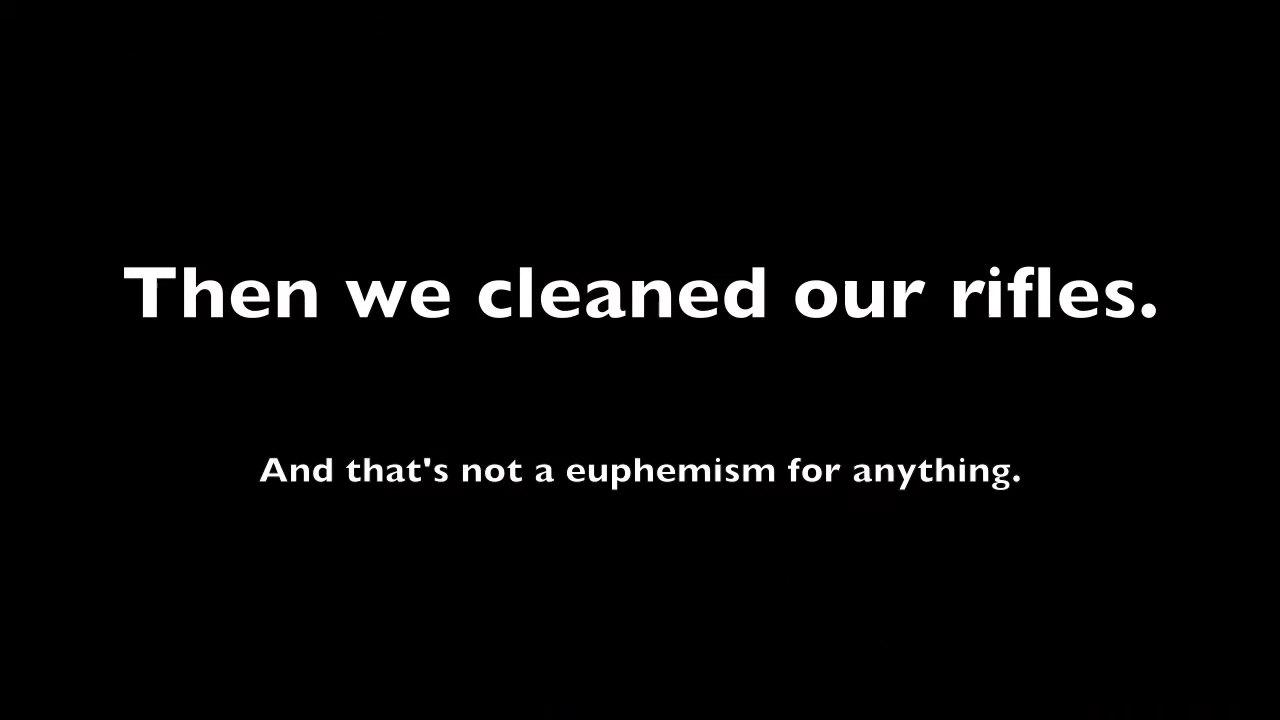 Then we cleaned our rifles.
And that's not a euphemism for anything.